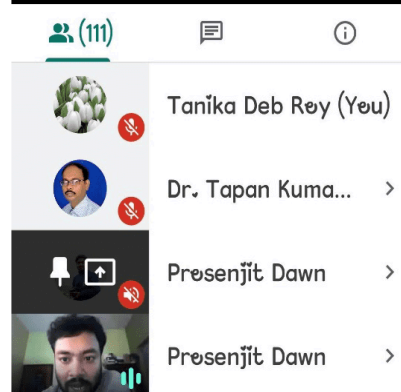 (111)
Tanika Deb Roy (You)
Dr. Tapan Kuma...
Prosenjit Dawn
Prosenjit Dawn